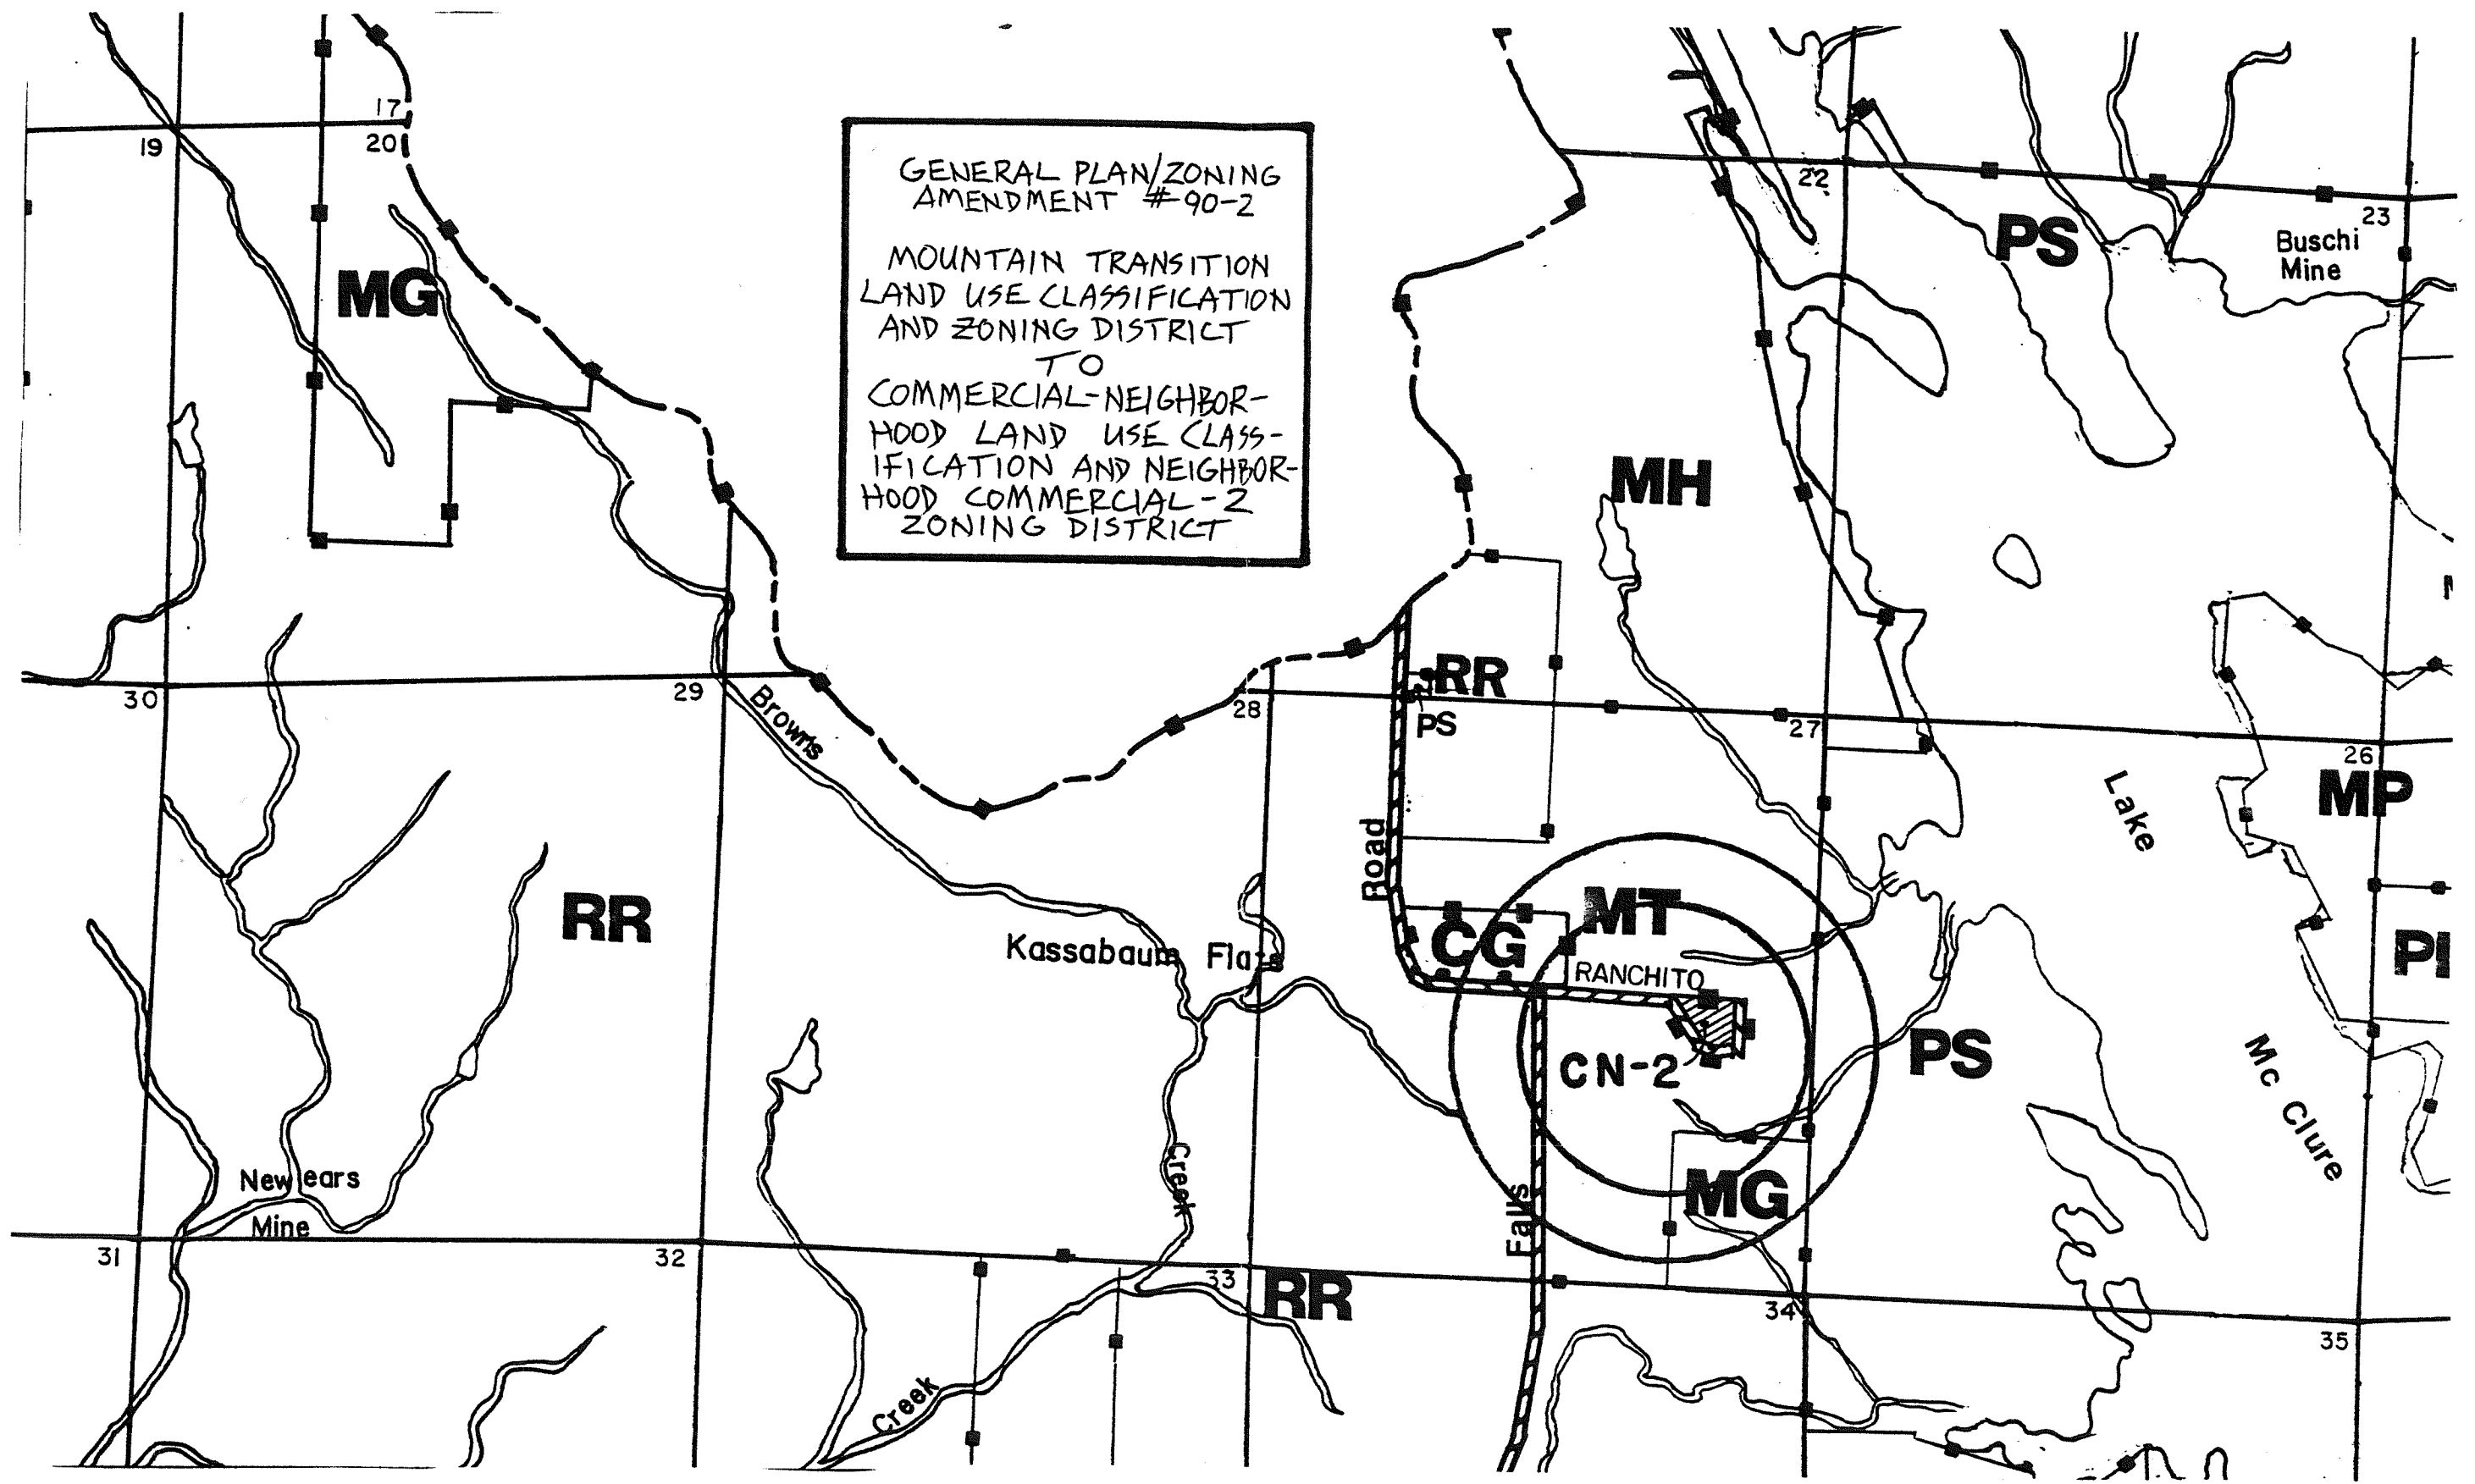 17
19
20
GENERAL PLAN/ZONING
AMENDMENT #90-2
MOUNTAIN TRANSITION
LAND USE CLASSIFICATION
AND ZONING DISTRICT
TO
COMMERCIAL-NEIGHBOR-
HOOD LAND USE CLASS-
IFICATION AND NEIGHBOR-
HOOD COMMERCIAL-2
ZONING DISTRICT
22
23
PS
Buschi
Mine
MG
MH
RR
PS
30
29
Browns
28
27
26
MP
Lake
Road
RR
Kassabaum Flats
CG
MT
RANCHITO
PI
CN-2
PS
Mc Clure
Creek
MG
Falls
Mine
31
32
33
RR
34
35
Creek